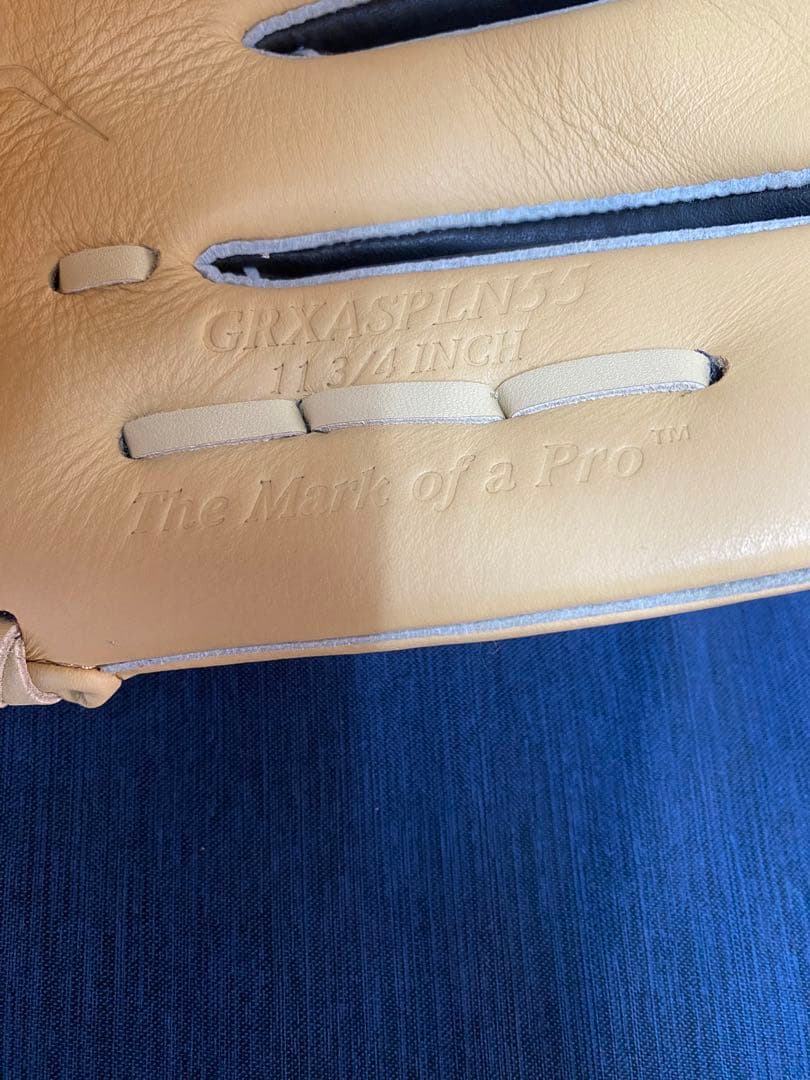 GRXASPLN55
11 3/4 INCH
The Mark of a Pro™